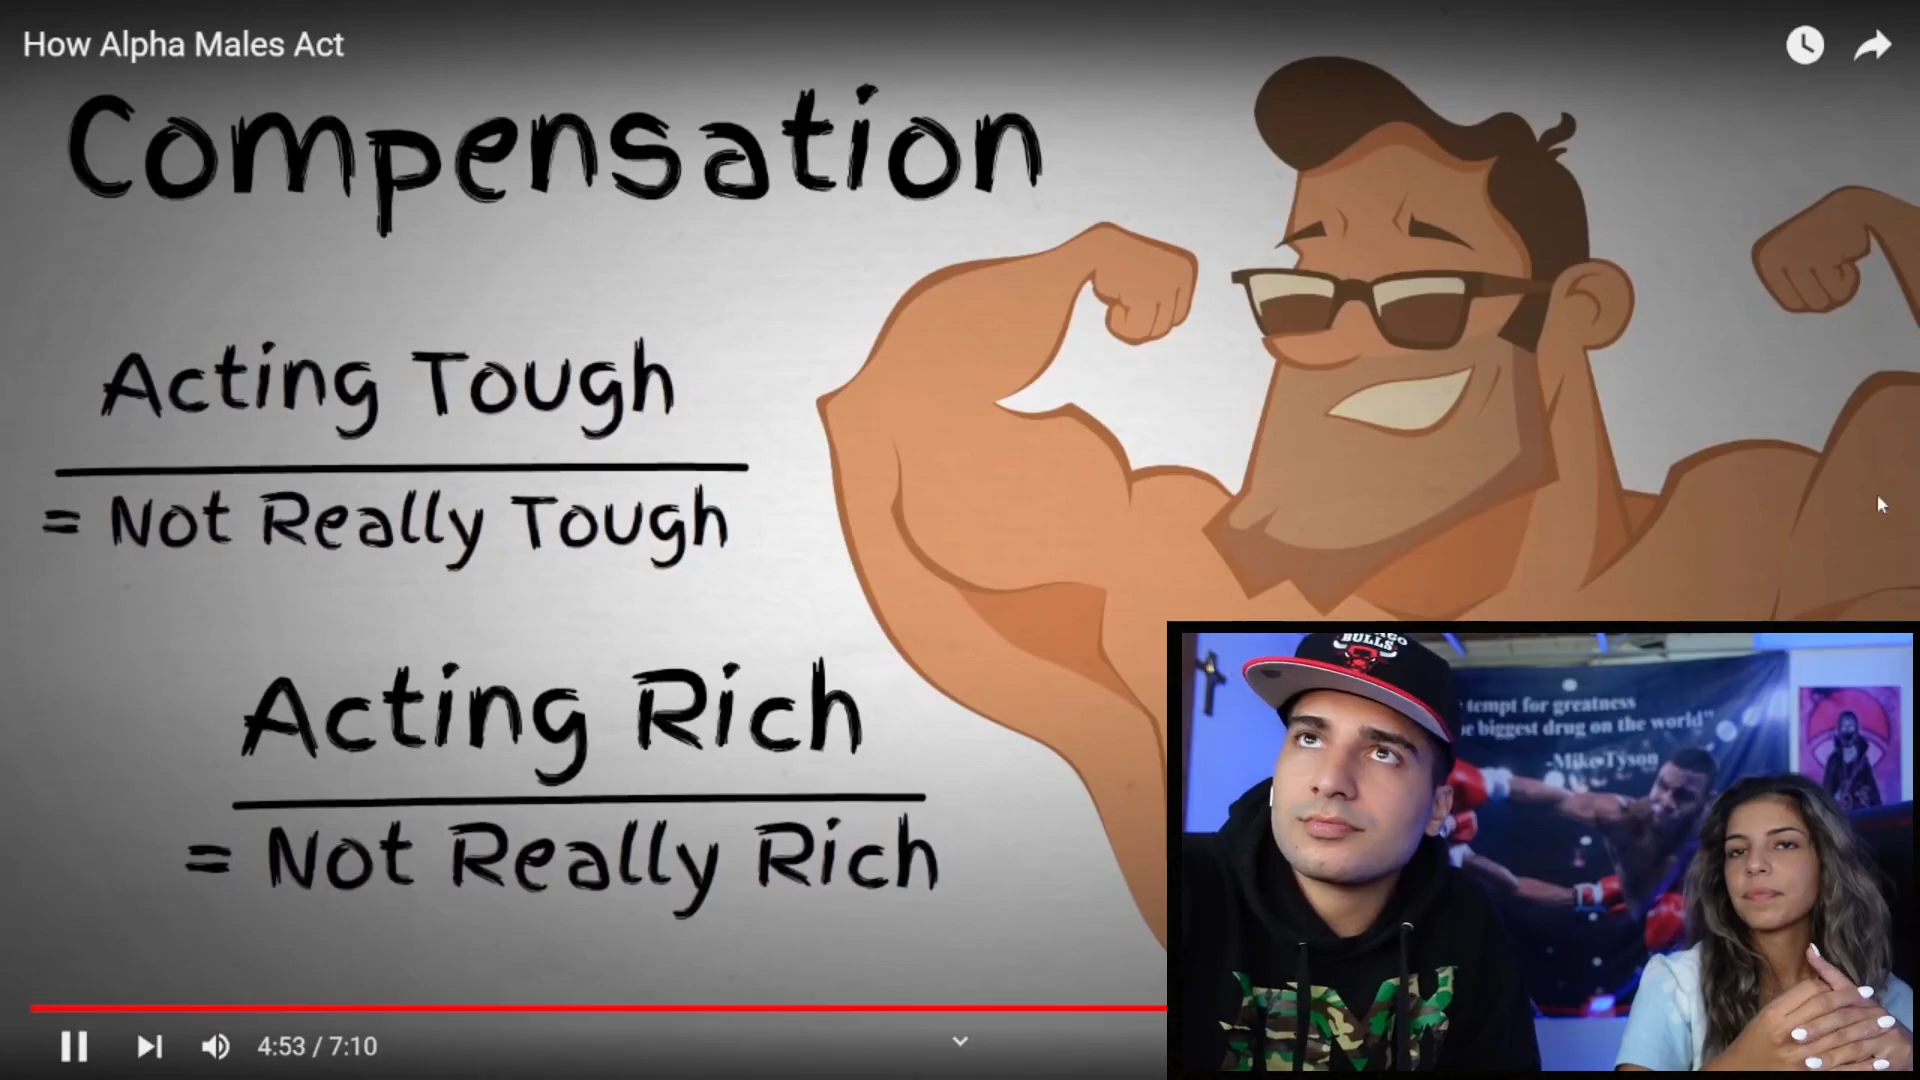 How Alpha Males Act
Compensation
Acting Tough
= Not Really Tough
Acting Rich
= Not Really Rich
4:53 / 7:10
BULLS
tempt for greatness
biggest drug on the world"
-Mike Tyson